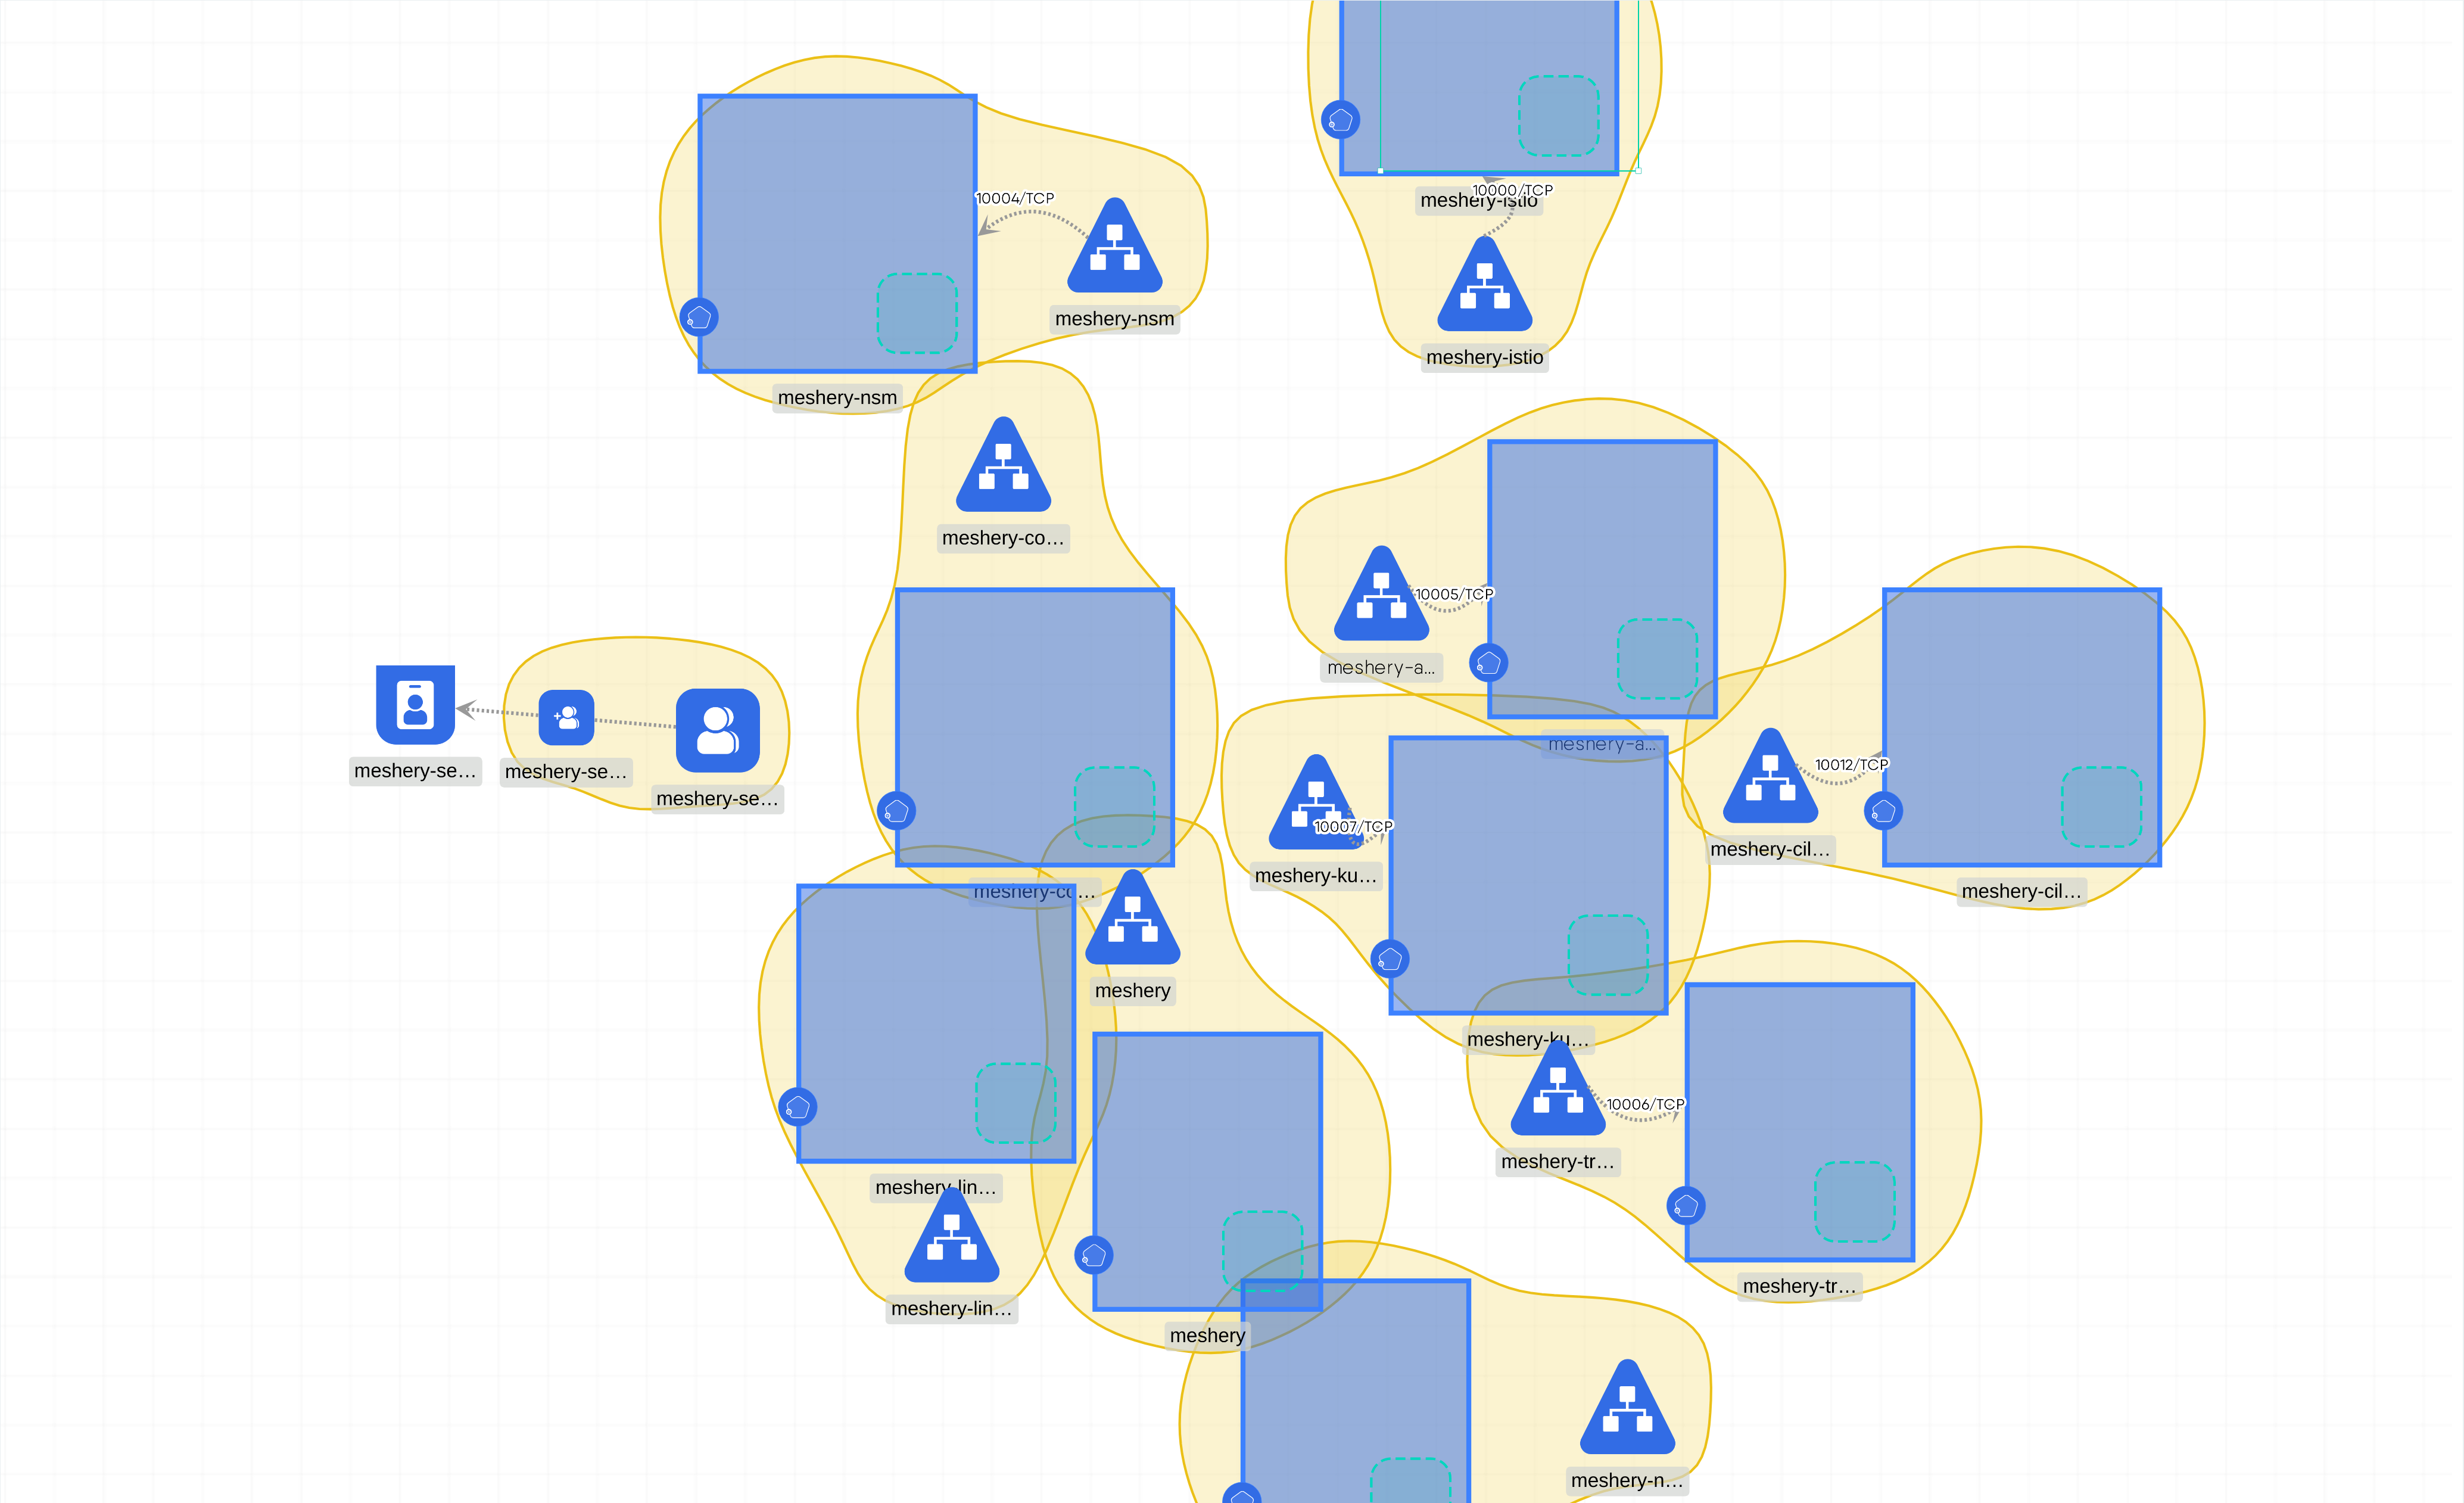 10004/TCP
meshery-nsm
meshery-nsm
10000/TCP
meshery-istio
meshery-istio
meshery-co…
10005/TCP
meshery-a…
meshery-a…
meshery-se…
meshery-se…
meshery-se…
10012/TCP
meshery-cil…
meshery-cil…
10007/TCP
meshery-ku…
meshery-co…
meshery
meshery-ku…
10006/TCP
meshery-tr…
meshery-tr…
meshery-lin…
meshery-lin…
meshery
meshery-n…